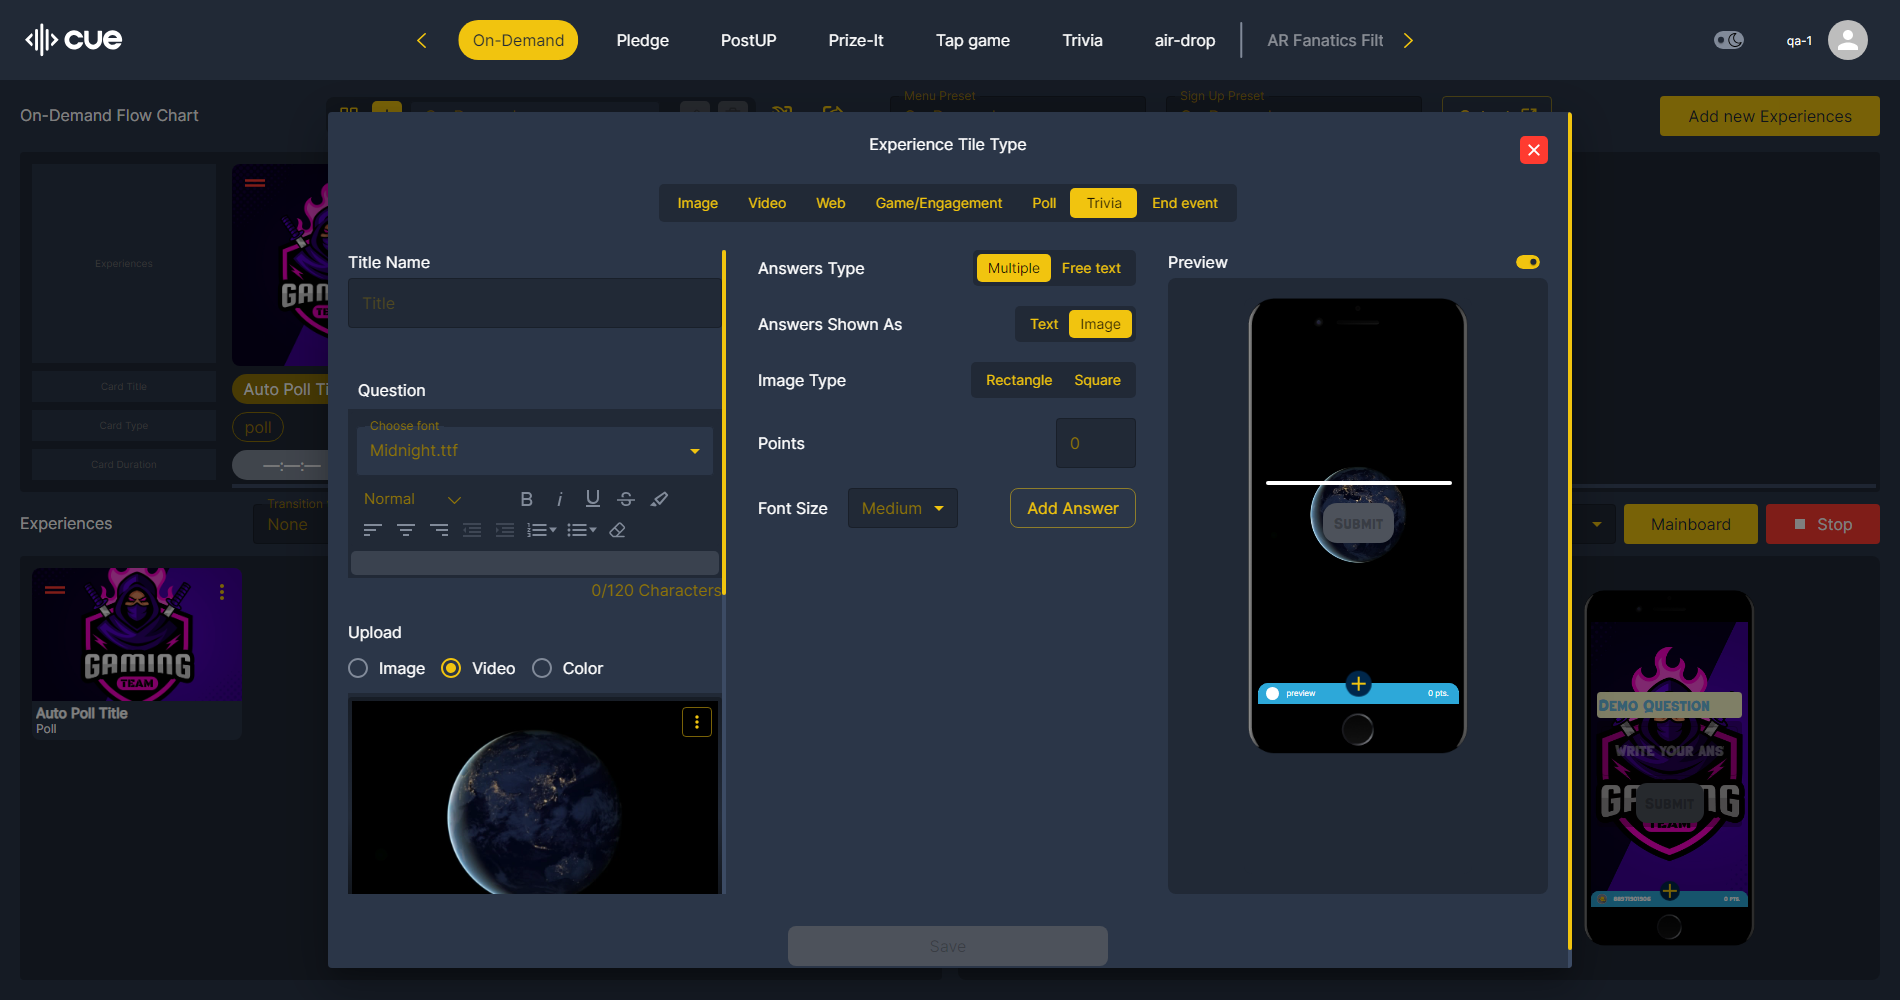 cue
On-Demand
Pledge
PostUP
Prize-It
Tap game
Trivia
air-drop
AR Fanatics Filt
qa-1
On-Demand Flow Chart
Menu Preset
Sign Up Preset
Add new Experiences
Experience Tile Type
Image
Video
Web
Game/Engagement
Poll
Trivia
End event
Experiences
Card Title
Card Type
Card Duration
Auto Poll Ti
poll
—:—:—
Title Name
Title
Question
Choose font
Midnight.ttf
Normal
B i U S
0/120 Characters
Upload
Image
Video
Color
Answers Type
Multiple
Free text
Answers Shown As
Text
Image
Image Type
Rectangle
Square
Points
0
Font Size
Medium
Add Answer
Preview
SUBMIT
preview
0 pts.
Save
Experiences
Transition
None
Mainboard
Stop
GAMING
TEAM
Auto Poll Title
Poll
DEMO QUESTION
WRITE YOUR ANS
SUBMIT
TEAM
0 PTS.